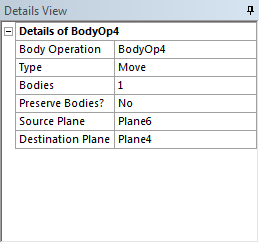 Details View
Details of BodyOp4
Body Operation BodyOp4
Type Move
Bodies 1
Preserve Bodies? No
Source Plane Plane6
Destination Plane Plane4